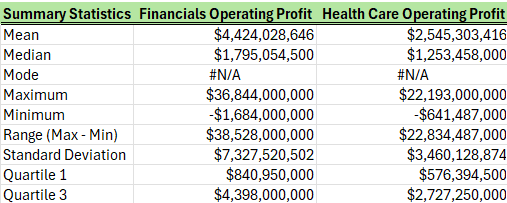 Summary Statistics Financials Operating Profit Health Care Operating Profit
Mean $4,424,028,646 $2,545,303,416
Median $1,795,054,500 $1,253,458,000
Mode #N/A #N/A
Maximum $36,844,000,000 $22,193,000,000
Minimum -$1,684,000,000 -$641,487,000
Range (Max - Min) $38,528,000,000 $22,834,487,000
Standard Deviation $7,327,520,502 $3,460,128,874
Quartile 1 $840,950,000 $576,394,500
Quartile 3 $4,398,000,000 $2,727,250,000